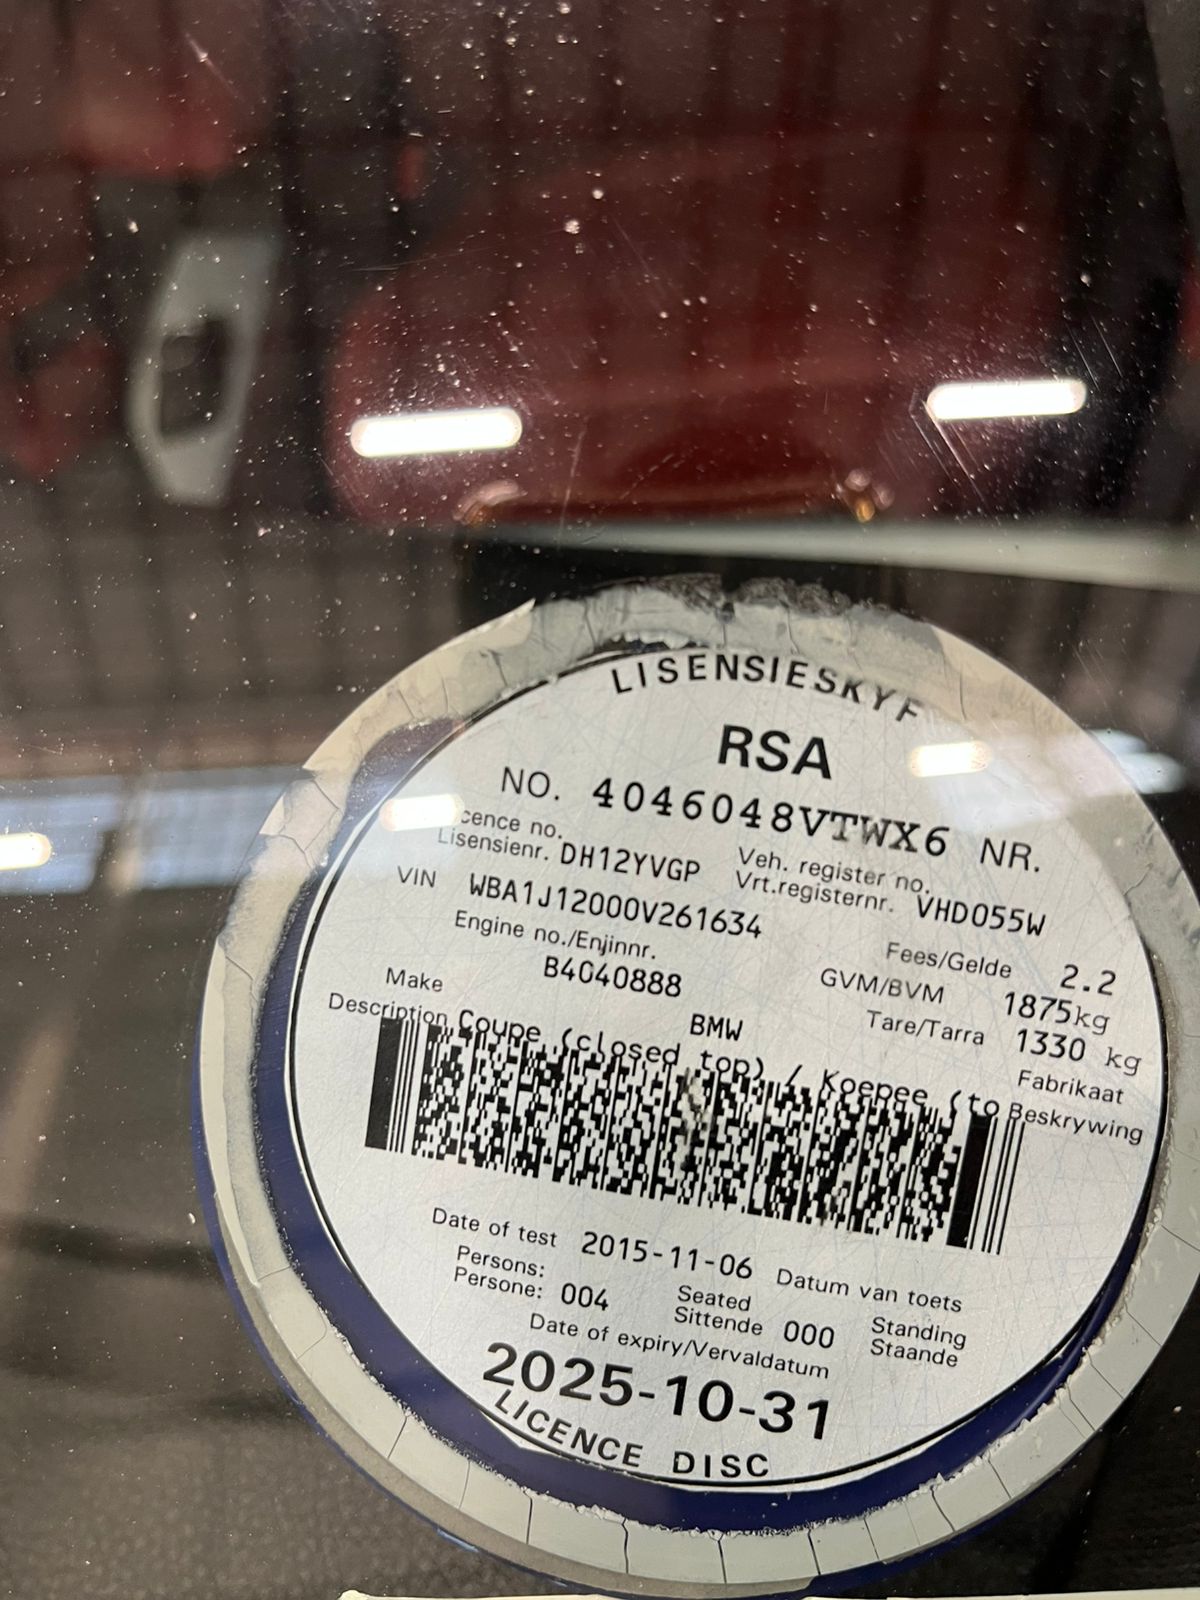 LISENSIESKYF
RSA
NO. 4046048VTWX6 NR.
cence no.
Lisensienr. DH12YVGP
Veh. register no.
Vrt.registernr. VHD055W
VIN WBA1J12000V261634
Engine no./Enjinnr.
B4040888
Fees/Gelde 2.2
GVM/BVM 1875kg
Tare/Tarra 1330 kg
Make BMW Fabrikaat
Description Coupe (closed top) / Koepee (to Beskrywing
Date of test 2015-11-06 Datum van toets
Persons:
Persone: 004
Seated
Sittende 000
Standing
Staande
Date of expiry/Vervaldatum
2025-10-31
LICENCE DISC